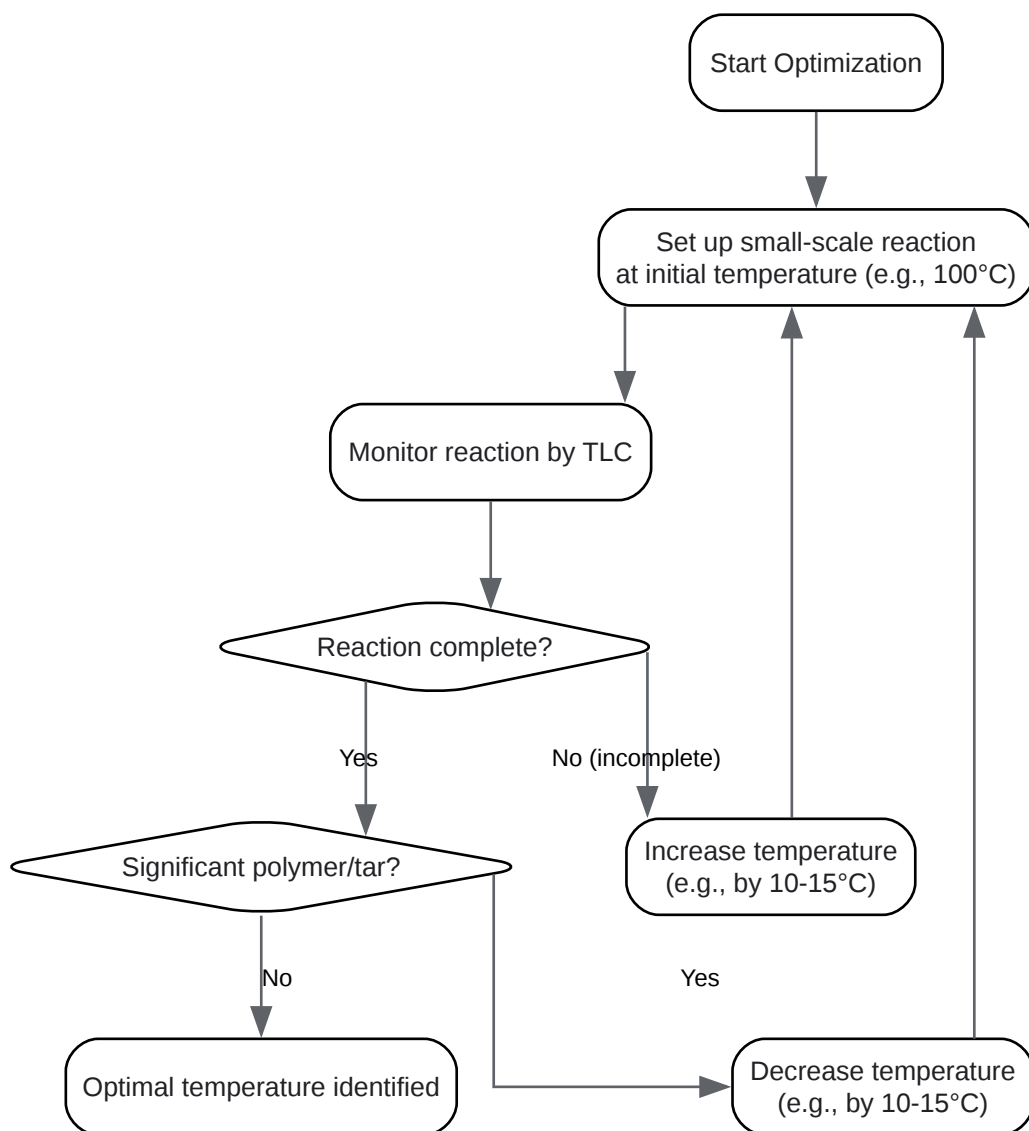 Start Optimization
Set up small-scale reaction
at initial temperature (e.g., 100°C)
Monitor reaction by TLC
Reaction complete?
Yes
No (incomplete)
Significant polymer/tar?
Increase temperature
(e.g., by 10-15°C)
No
Yes
Optimal temperature identified
Decrease temperature
(e.g., by 10-15°C)